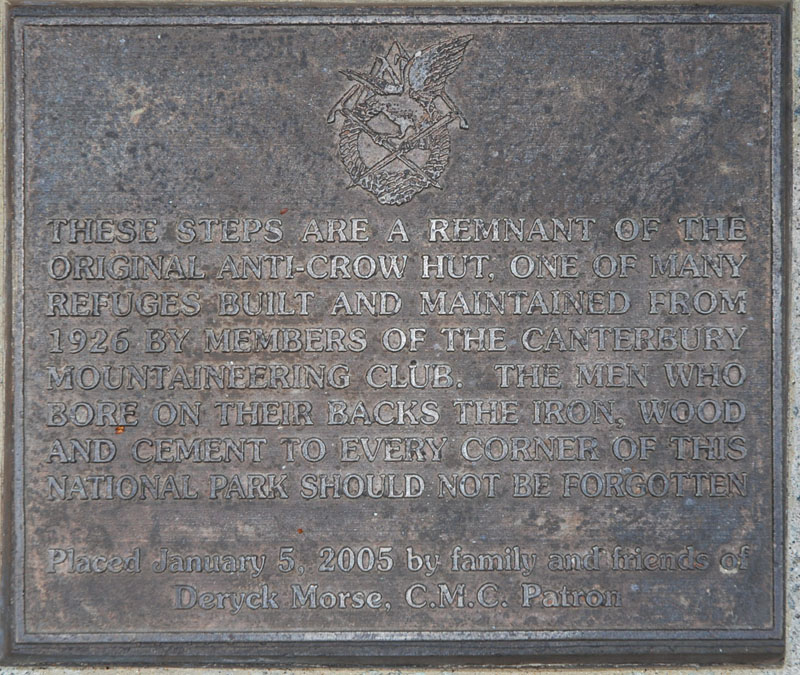 THESE STEPS ARE A REMNANT OF THE
ORIGINAL ANTI-CROW HUT, ONE OF MANY
REFUGES BUILT AND MAINTAINED FROM
1926 BY MEMBERS OF THE CANTERBURY
MOUNTAINEERING CLUB. THE MEN WHO
BORE ON THEIR BACKS THE IRON, WOOD
AND CEMENT TO EVERY CORNER OF THIS
NATIONAL PARK SHOULD NOT BE FORGOTTEN
Placed January 5, 2005 by family and friends of
Deryck Morse, C.M.C. Patron